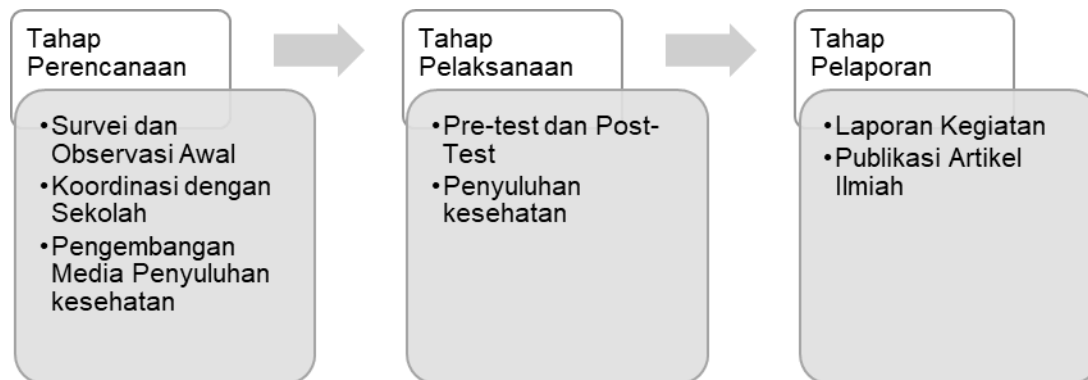 Tahap
Perencanaan
•Survei dan
Observasi Awal
•Koordinasi dengan
Sekolah
•Pengembangan
Media Penyuluhan
kesehatan
Tahap
Pelaksanaan
•Pre-test dan Post-
Test
•Penyuluhan
kesehatan
Tahap
Pelaporan
•Laporan Kegiatan
•Publikasi Artikel
Ilmiah